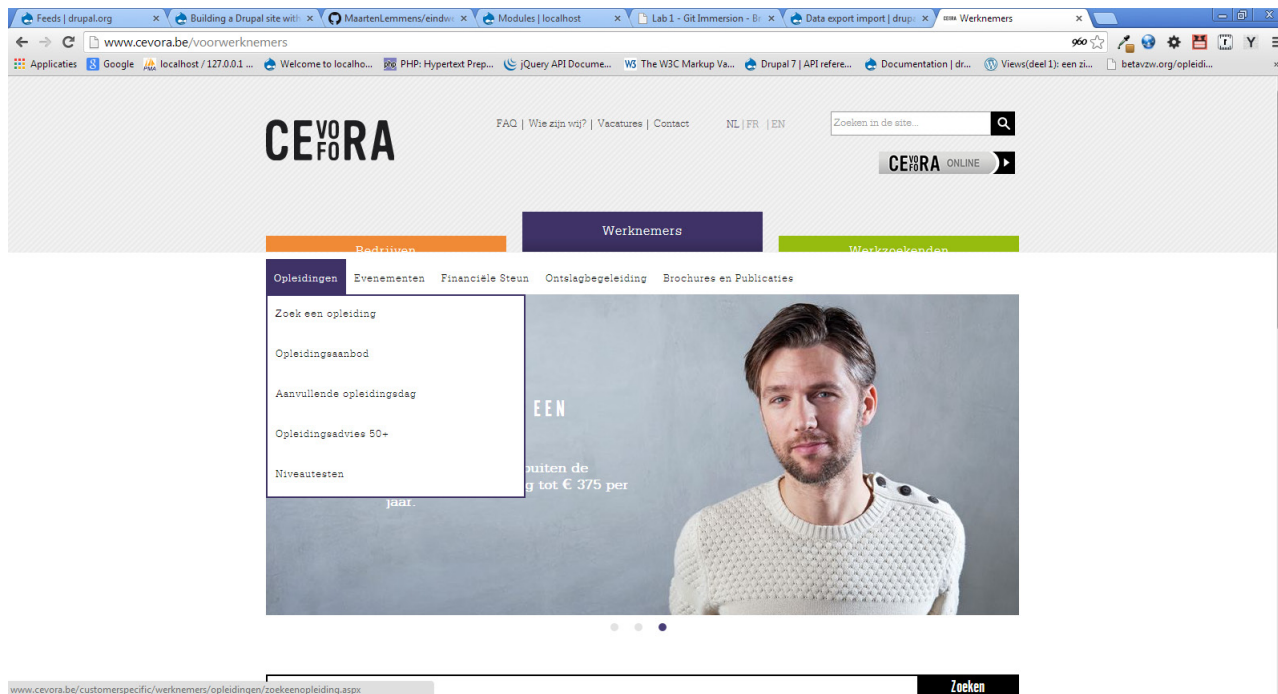 Feeds | drupal.org
Building a Drupal site with
MaartenLemmens/eindw
Modules | localhost
Lab 1 - Git Immersion - Br
Data export import | drup
Werknemers
www.cevora.be/voorwerknemers
960
Applicaties
Google
localhost / 127.0.0.1 ...
Welcome to localho...
PHP: Hypertext Prep...
jQuery API Docume...
The W3C Markup Va...
Drupal 7 | API refere...
Documentation | dr...
Views(deel 1): een zi...
betavzw.org/opleidi...
CEVOFORA
FAQ | Wie zijn wij? | Vacatures | Contact
NL | FR | EN
Zoeken in de site...
CEVOFORA ONLINE
Bedrijven
Werknemers
Werkzoekenden
Opleidingen
Evenementen
Financiële Steun
Ontslagbegeleiding
Brochures en Publicaties
Zoek een opleiding
Opleidingsaanbod
Aanvullende opleidingsdag
Opleidingsadvies 50+
Niveautesten
EEN
buiten de
g tot € 375 per
jaar.
Zoeken
www.cevora.be/customerspecific/werknemers/opleidingen/zoekeenopleiding.aspx